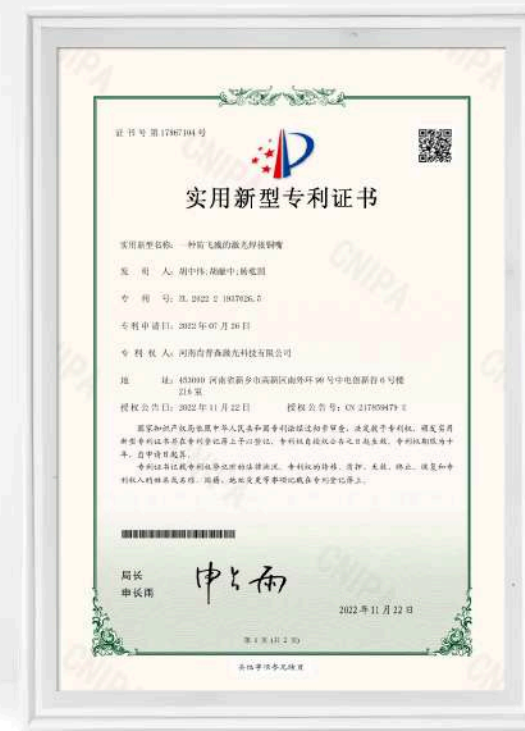 证书号第17867104号
实用新型专利证书
实用新型名称：一种防飞溅的激光焊接铜嘴
发 明 人：胡中伟;胡献中;杨乾坤
专 利 号：ZL 2022 2 1937026.5
专利申请日：2022年07月26日
专 利 权 人：河南尚普森激光科技有限公司
地 址：453000 河南省新乡市高新区南外环90号中电创新谷6号楼
216室
授权公告日：2022年11月22日 授权公告号：CN 217859479 U
国家知识产权局依照中华人民共和国专利法经过初步审查，决定授予专利权，颁发实用
新型专利证书并在专利登记簿上予以登记。专利权自授权公告之日起生效。专利权期限为十
年，自申请日起算。
专利证书记载专利权登记时的法律状况。专利权的转移、质押、无效、终止、恢复和专
利权人的姓名或名称、国籍、地址变更等事项记载在专利登记簿上。
局长
申长雨
申长雨
2022年11月22日
第 1 页 (共 2 页)
其他事项参见续页
CNIPA